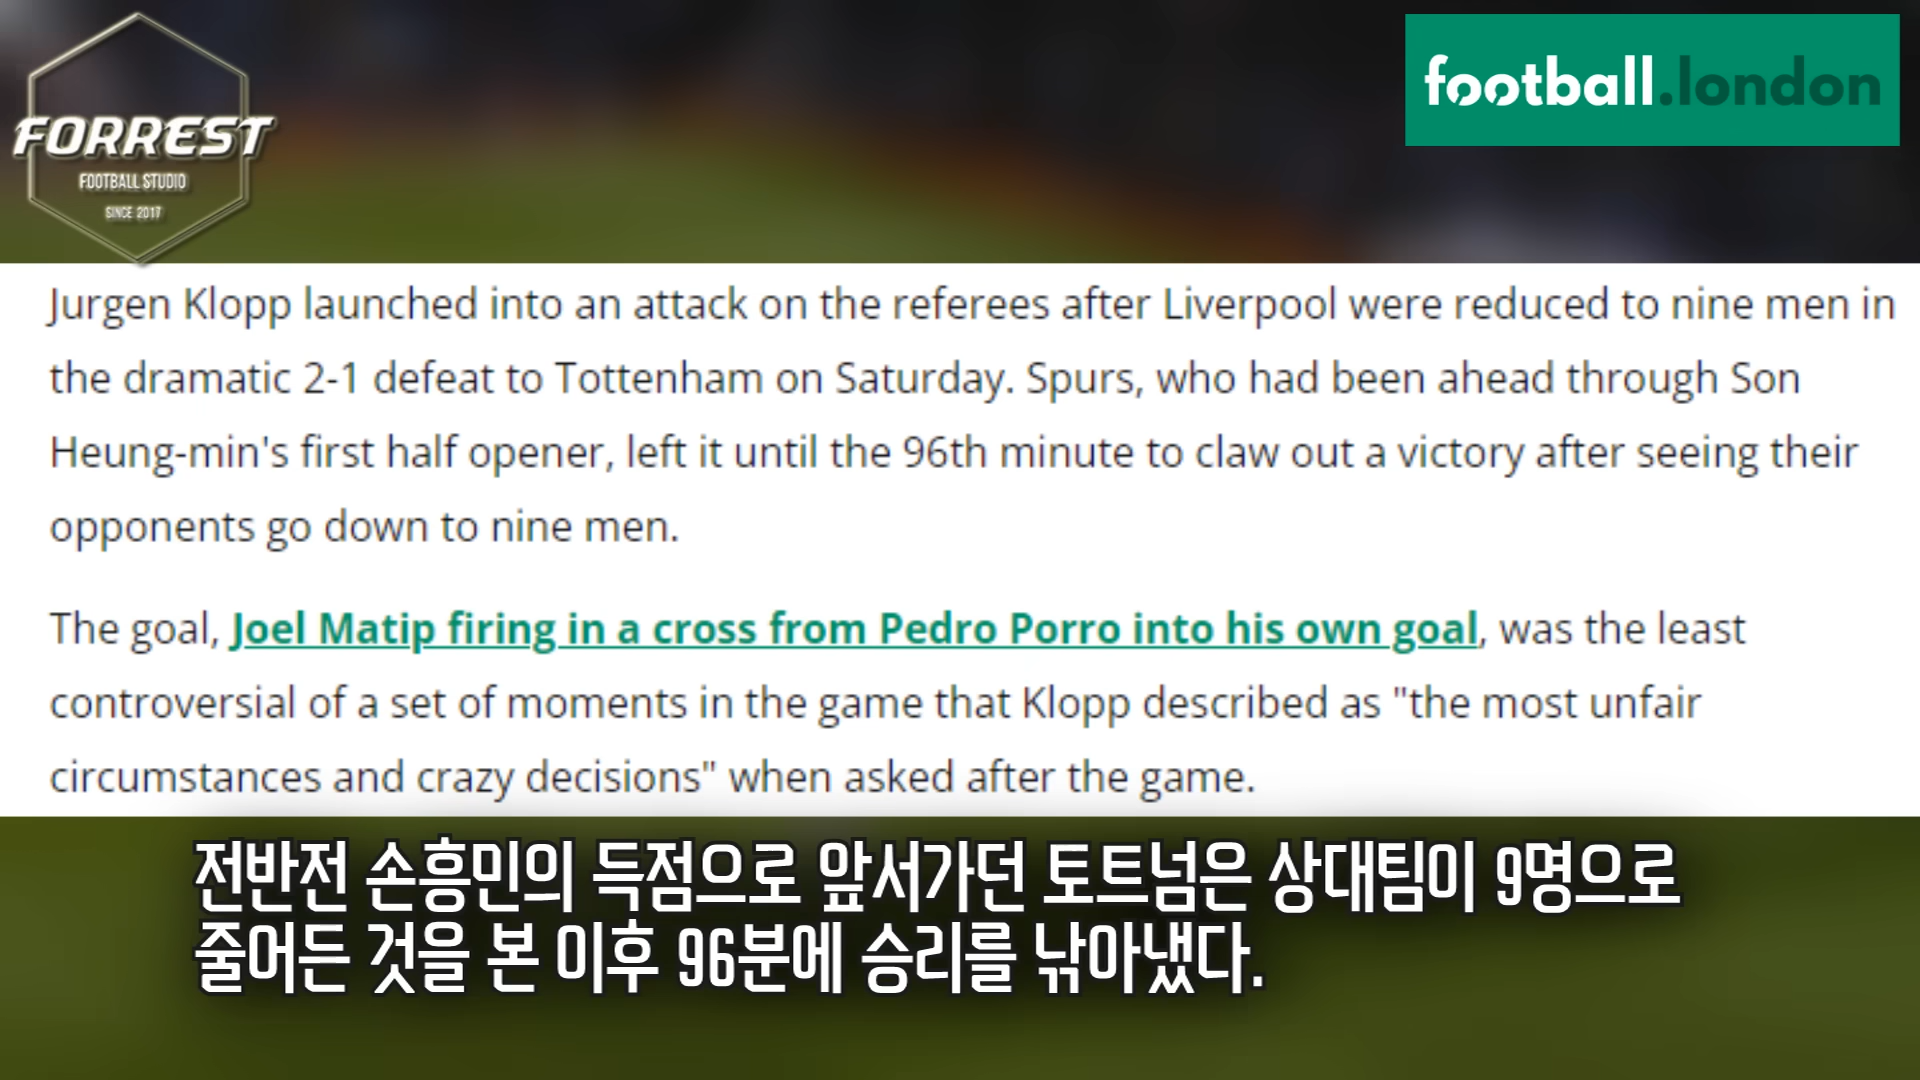 FORREST
FOOTBALL STUDIO
SINCE 2017
football.london
Jurgen Klopp launched into an attack on the referees after Liverpool were reduced to nine men in
the dramatic 2-1 defeat to Tottenham on Saturday. Spurs, who had been ahead through Son
Heung-min's first half opener, left it until the 96th minute to claw out a victory after seeing their
opponents go down to nine men.
The goal, Joel Matip firing in a cross from Pedro Porro into his own goal, was the least
controversial of a set of moments in the game that Klopp described as "the most unfair
circumstances and crazy decisions" when asked after the game.
전반전 손흥민의 득점으로 앞서가던 토트넘은 상대팀이 9명으로
줄어든 것을 본 이후 96분에 승리를 낚아냈다.